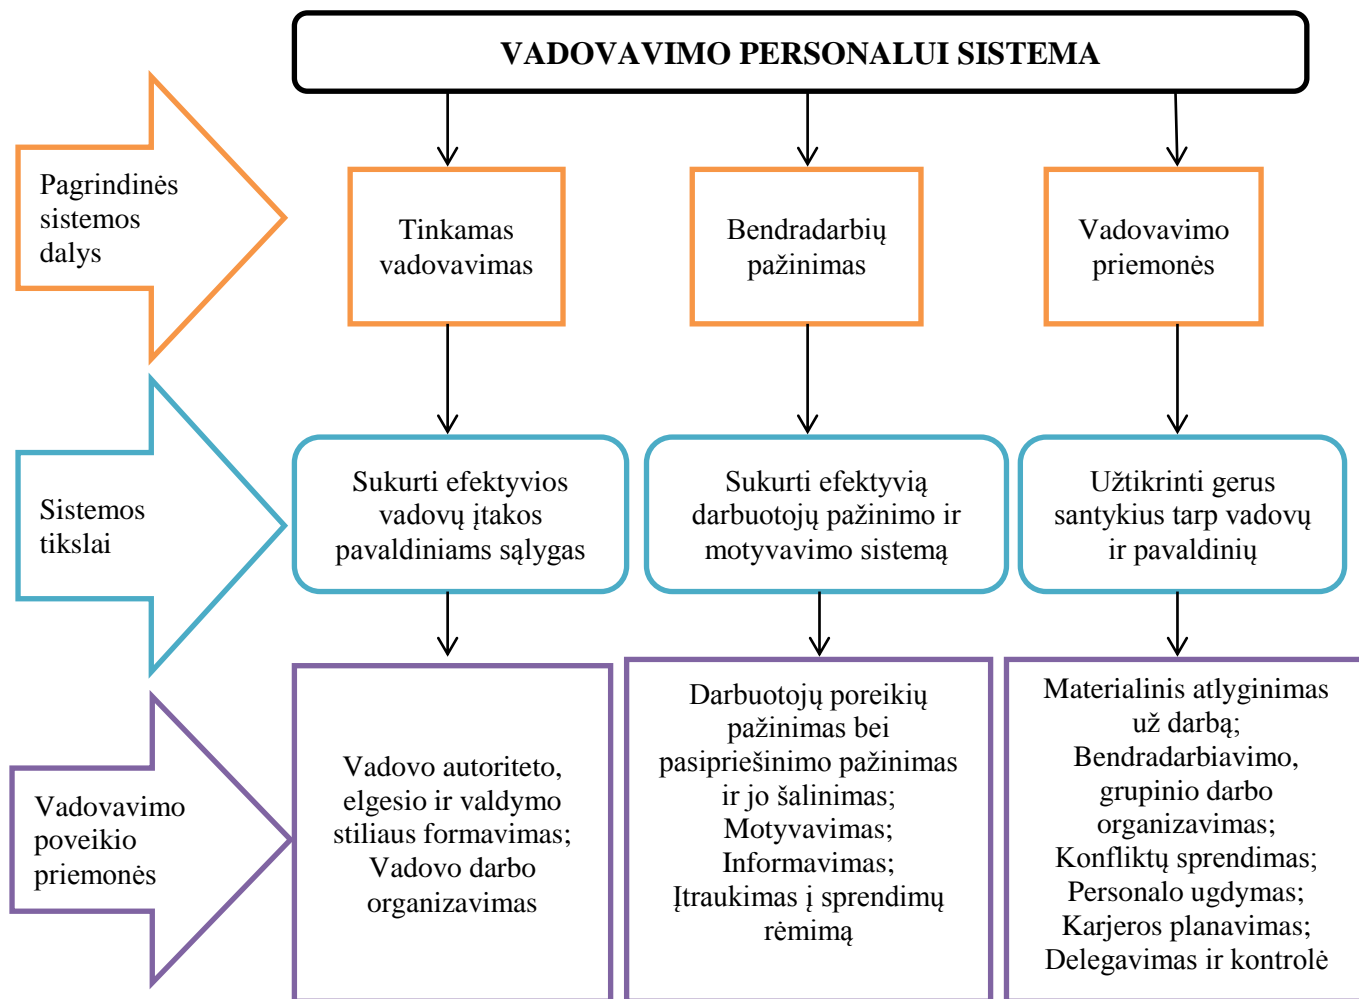 VADOVAVIMO PERSONALUI SISTEMA
Pagrindinės
sistemos
dalys
Tinkamas
vadovavimas
Bendradarbių
pažinimas
Vadovavimo
priemonės
Sistemos
tikslai
Sukurti efektyvios
vadovų įtakos
pavaldiniams sąlygas
Sukurti efektyvią
darbuotojų pažinimo ir
motyvavimo sistemą
Užtikrinti gerus
santykius tarp vadovų
ir pavaldinių
Vadovavimo
poveikio
priemonės
Vadovo autoriteto,
elgesio ir valdymo
stiliaus formavimas;
Vadovo darbo
organizavimas
Darbuotojų poreikių
pažinimas bei
pasipriešinimo pažinimas
ir jo šalinimas;
Motyvavimas;
Informavimas;
Įtraukimas į sprendimų
rėmimą
Materialinis atlyginimas
už darbą;
Bendradarbiavimo,
grupinio darbo
organizavimas;
Konfliktų sprendimas;
Personalo ugdymas;
Karjeros planavimas;
Delegavimas ir kontrolė